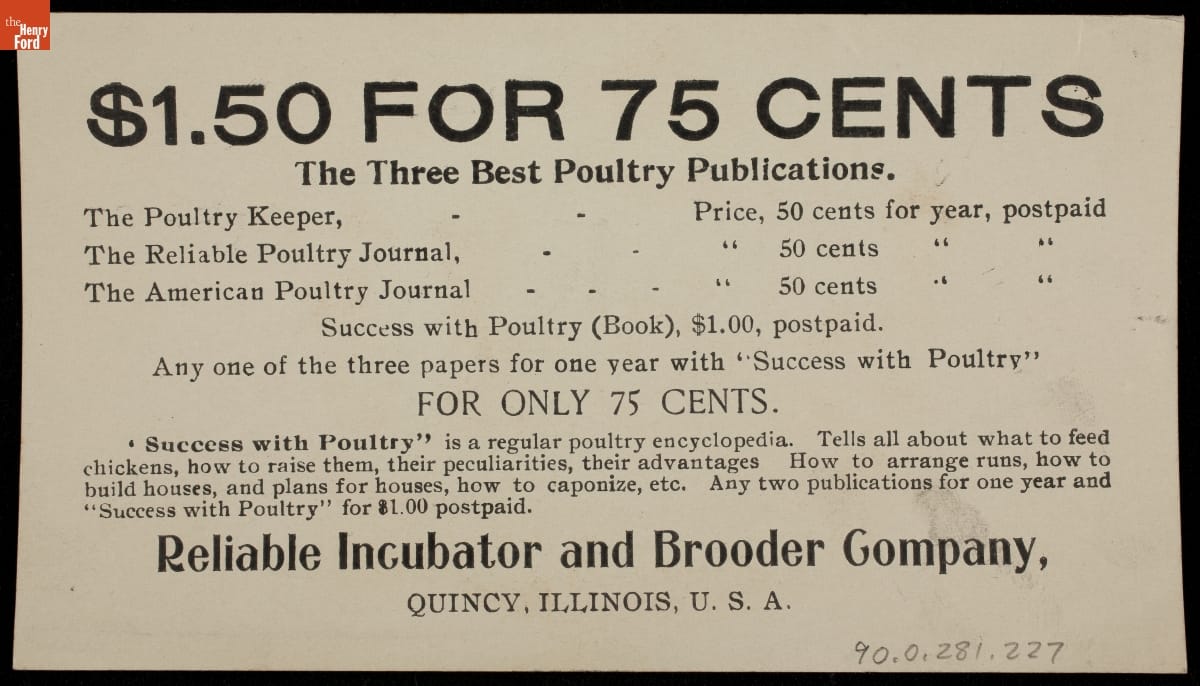 the
Henry
Ford
$1.50 FOR 75 CENTS
The Three Best Poultry Publications.
The Poultry Keeper, - - Price, 50 cents for year, postpaid
The Reliable Poultry Journal, - - “ 50 cents “ “
The American Poultry Journal - - - “ 50 cents “ “
Success with Poultry (Book), $1.00, postpaid.
Any one of the three papers for one year with “Success with Poultry”
FOR ONLY 75 CENTS.
‘ Success with Poultry” is a regular poultry encyclopedia. Tells all about what to feed
chickens, how to raise them, their peculiarities, their advantages How to arrange runs, how to
build houses, and plans for houses, how to caponize, etc. Any two publications for one year and
“Success with Poultry” for $1.00 postpaid.
Reliable Incubator and Brooder Company,
QUINCY, ILLINOIS, U. S. A.
90.0.281.227